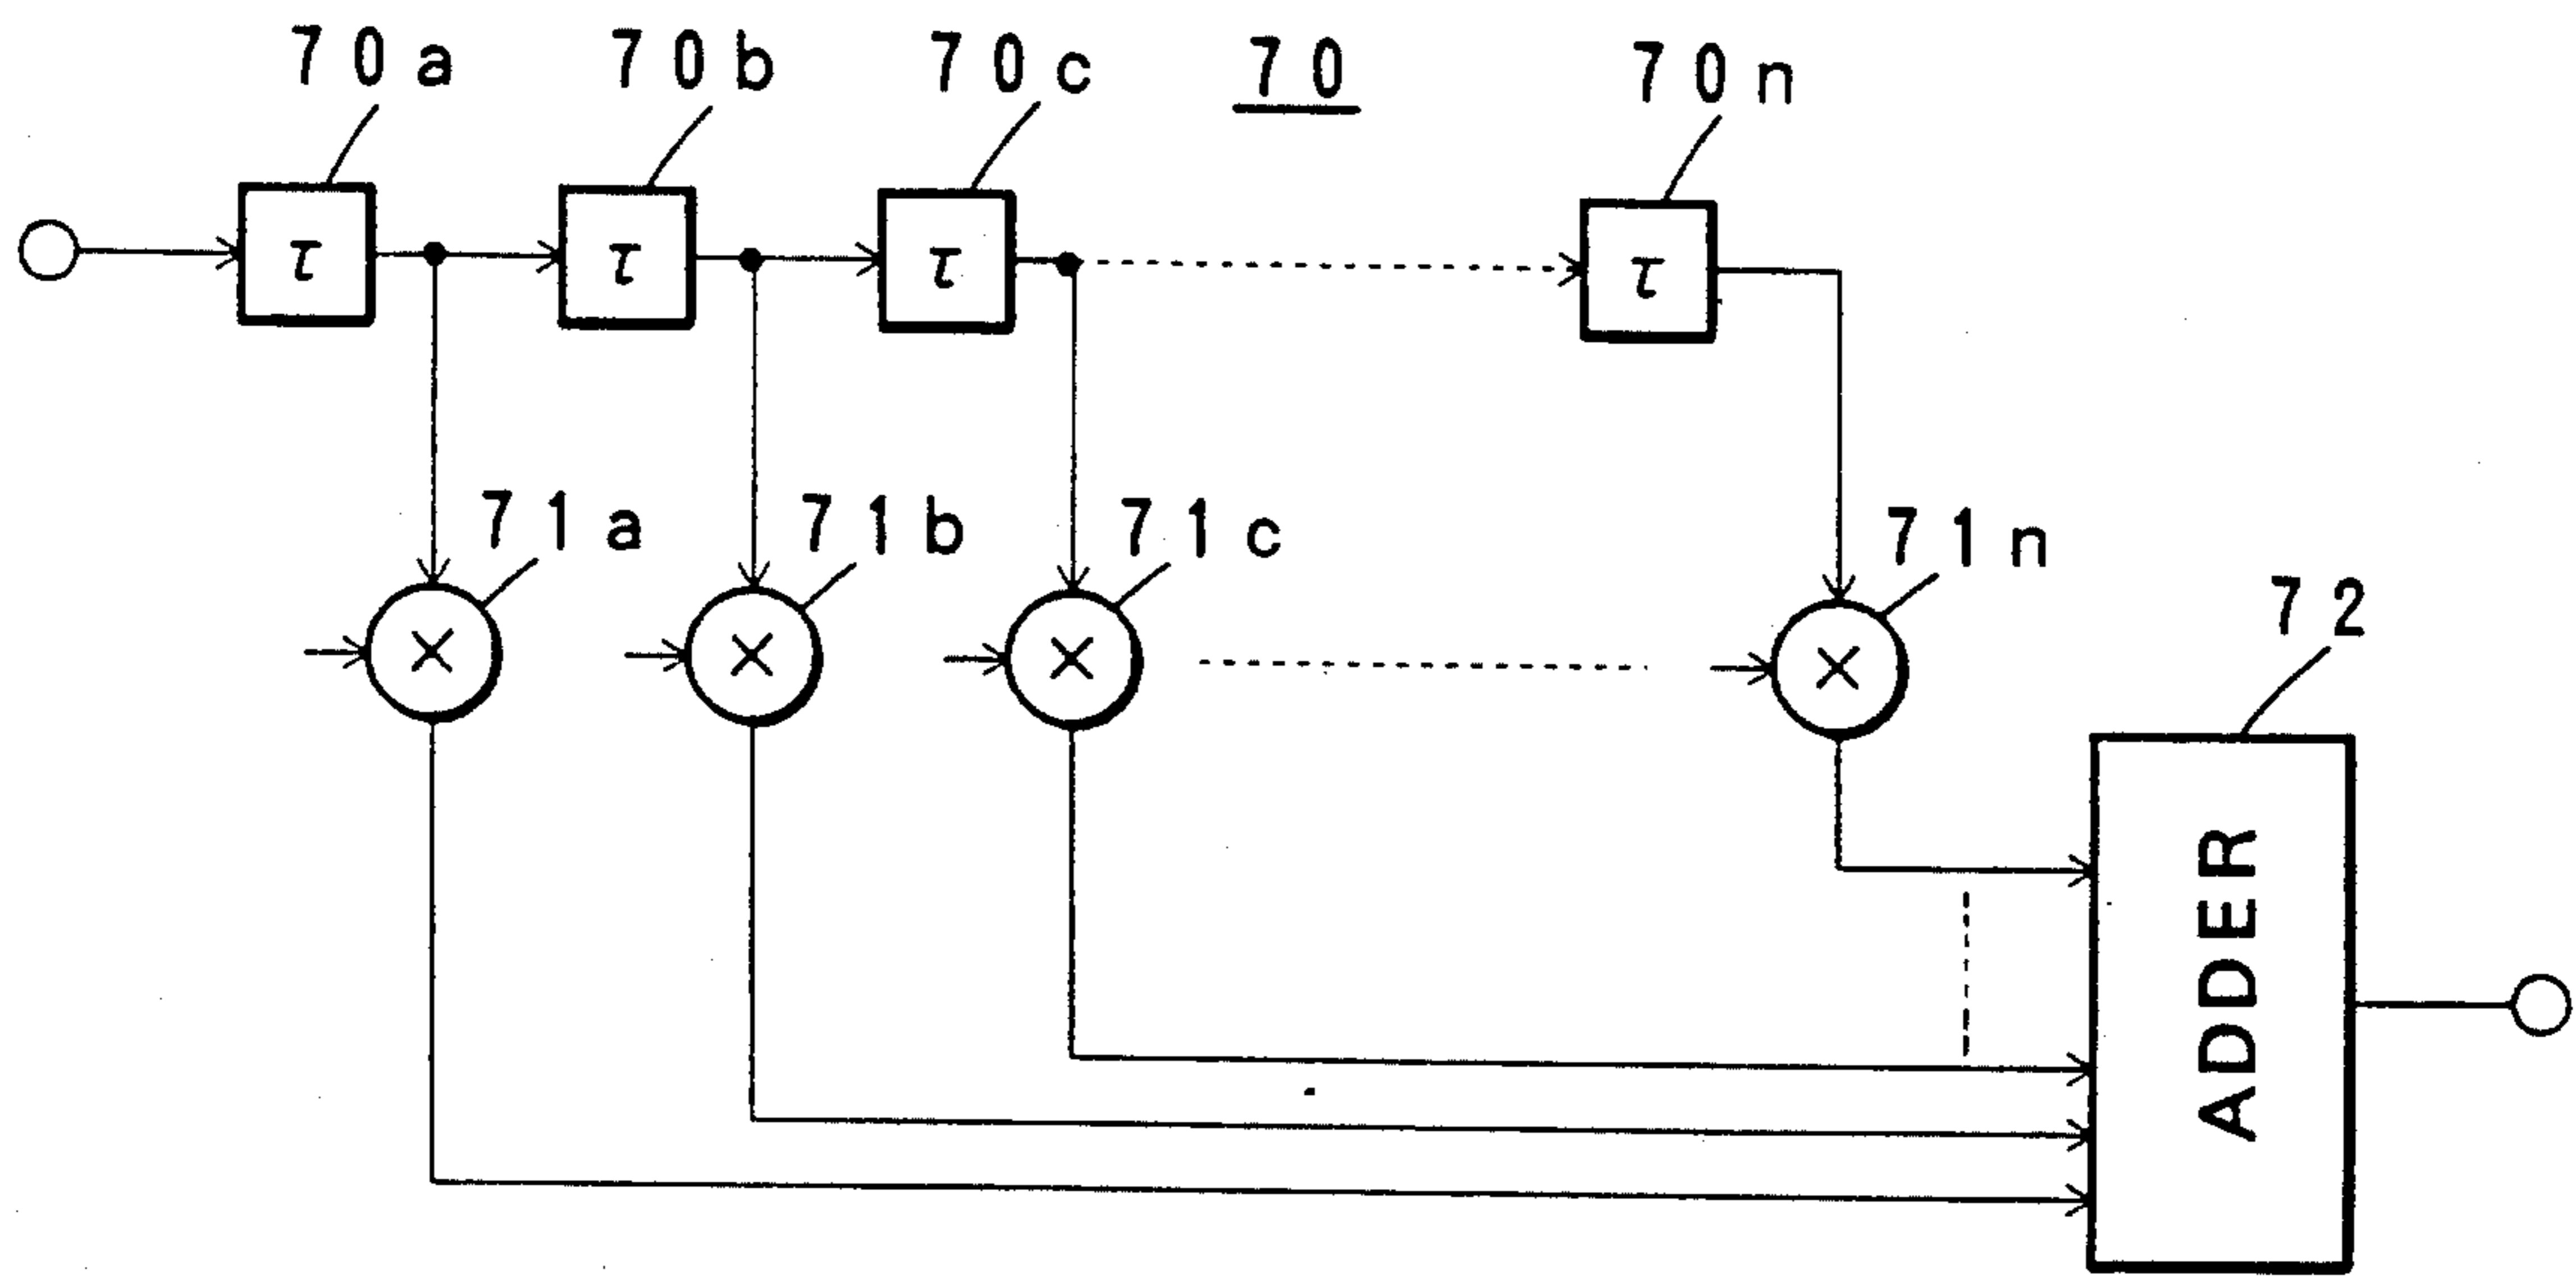 70a 70b 70c 70 70n
τ τ τ τ
71a 71b 71c 71n
× × × ×
72
ADDER